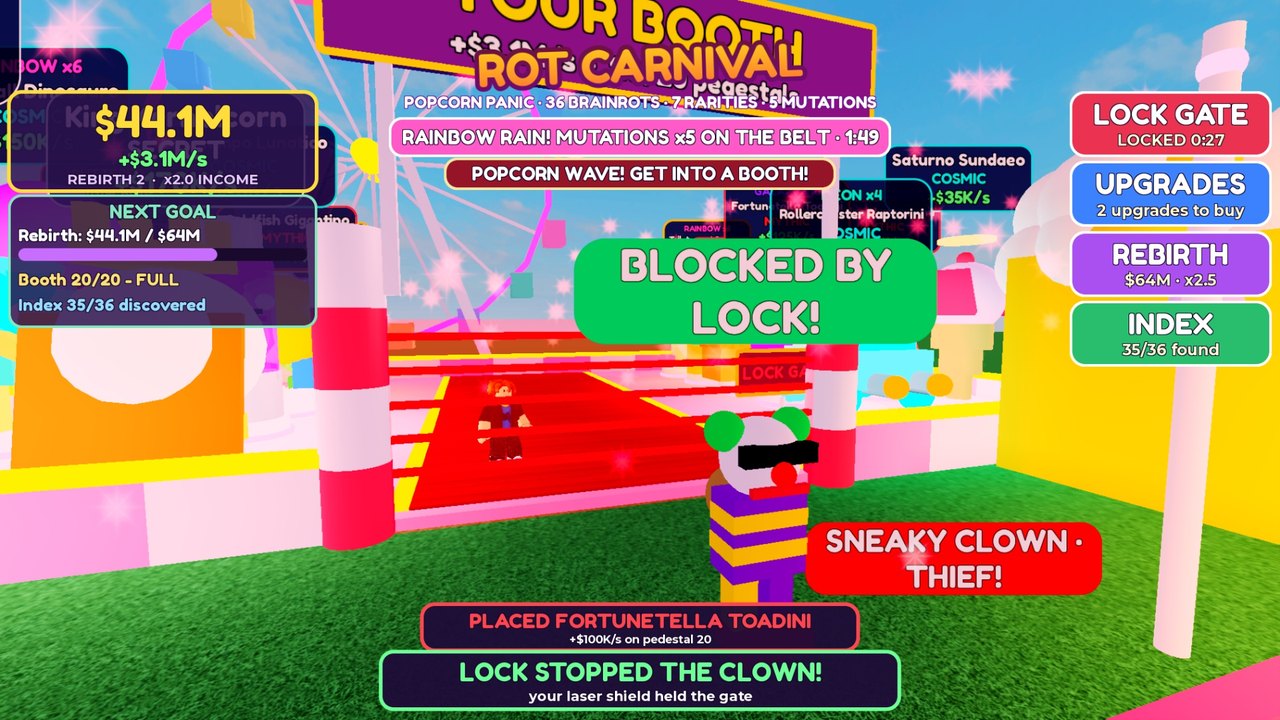 YOUR BOOTH
ROT CARNIVAL
POPCORN PANIC · 36 BRAINROTS · 7 RARITIES · 5 MUTATIONS
RAINBOW RAIN! MUTATIONS x5 ON THE BELT · 1:49
POPCORN WAVE! GET INTO A BOOTH!
$44.1M
+$3.1M/s
REBIRTH 2 · x2.0 INCOME
NEXT GOAL
Rebirth: $44.1M / $64M
Booth 20/20 - FULL
Index 35/36 discovered
LOCK GATE
LOCKED 0:27
UPGRADES
2 upgrades to buy
REBIRTH
$64M · x2.5
INDEX
35/36 found
Saturno Sundaeo
COSMIC
$35K/s
Raptorini
COSMIC
RAINBOW
SECRET
BLOCKED BY
LOCK!
SNEAKY CLOWN ·
THIEF!
PLACED FORTUNETELLA TOADINI
+$100K/s on pedestal 20
LOCK STOPPED THE CLOWN!
your laser shield held the gate